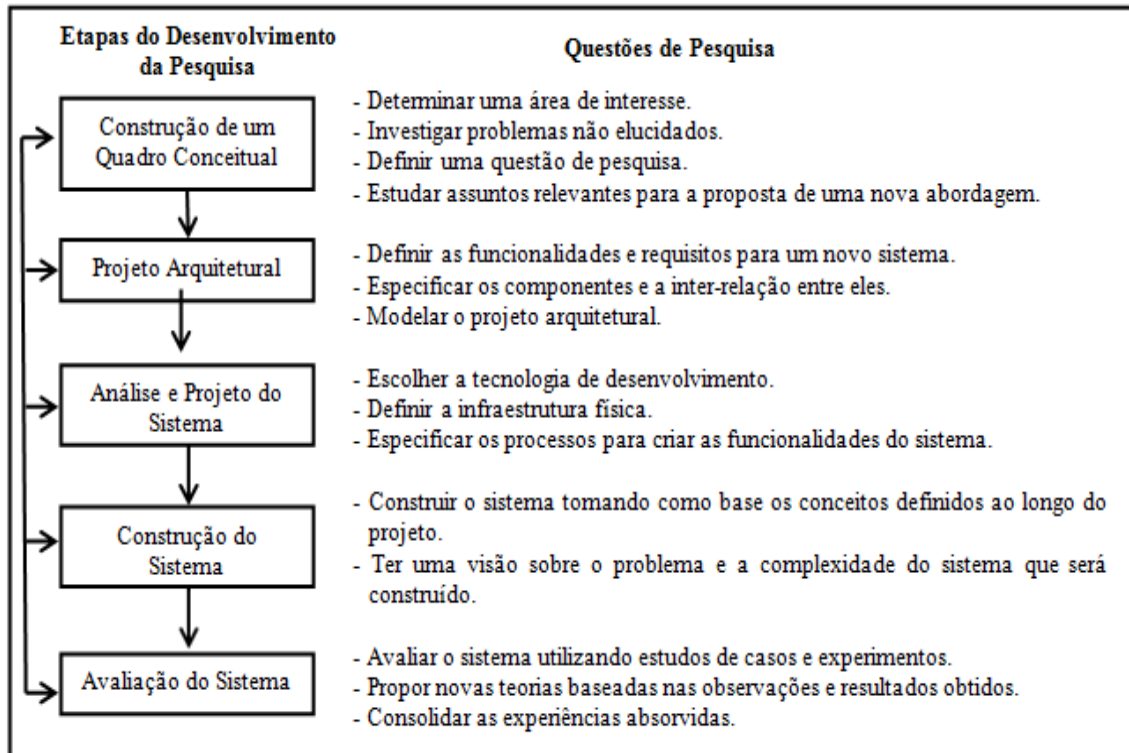 Etapas do Desenvolvimento
da Pesquisa
Questões de Pesquisa
Construção de um
Quadro Conceitual
- Determinar uma área de interesse.
- Investigar problemas não elucidados.
- Definir uma questão de pesquisa.
- Estudar assuntos relevantes para a proposta de uma nova abordagem.
Projeto Arquitetural
- Definir as funcionalidades e requisitos para um novo sistema.
- Especificar os componentes e a inter-relação entre eles.
- Modelar o projeto arquitetural.
Análise e Projeto do
Sistema
- Escolher a tecnologia de desenvolvimento.
- Definir a infraestrutura física.
- Especificar os processos para criar as funcionalidades do sistema.
Construção do
Sistema
- Construir o sistema tomando como base os conceitos definidos ao longo do
projeto.
- Ter uma visão sobre o problema e a complexidade do sistema que será
construído.
Avaliação do Sistema
- Avaliar o sistema utilizando estudos de casos e experimentos.
- Propor novas teorias baseadas nas observações e resultados obtidos.
- Consolidar as experiências absorvidas.